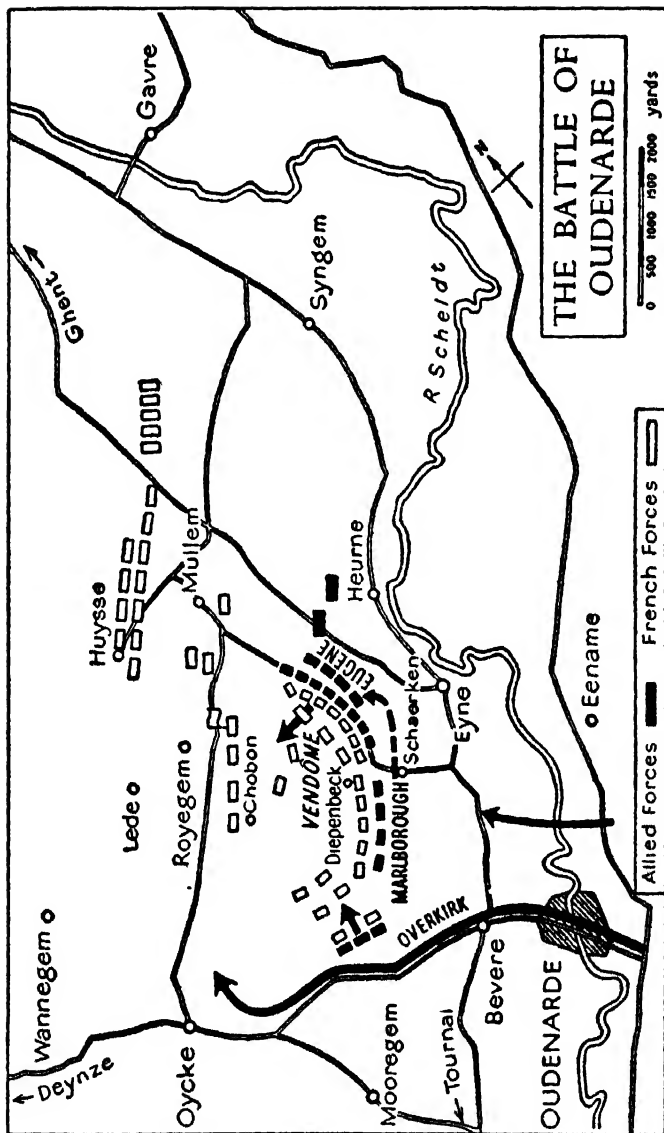 Gavre
Ghent
Syngem
R Scheldt
N
THE BATTLE OF
OUDENARDE
0 500 1000 1500 2000 yards
Huysse
Mullem
Heurne
EUGENE
Lede
Royegem
Chobon
VENDÔME
Diepenbeck
Schaerken
Eyne
MARLBOROUGH
Eename
Wannegem
Deynze
Oycke
OVERKIRK
Mooregem
Tournai
Bevere
OUDENARDE
Allied Forces French Forces